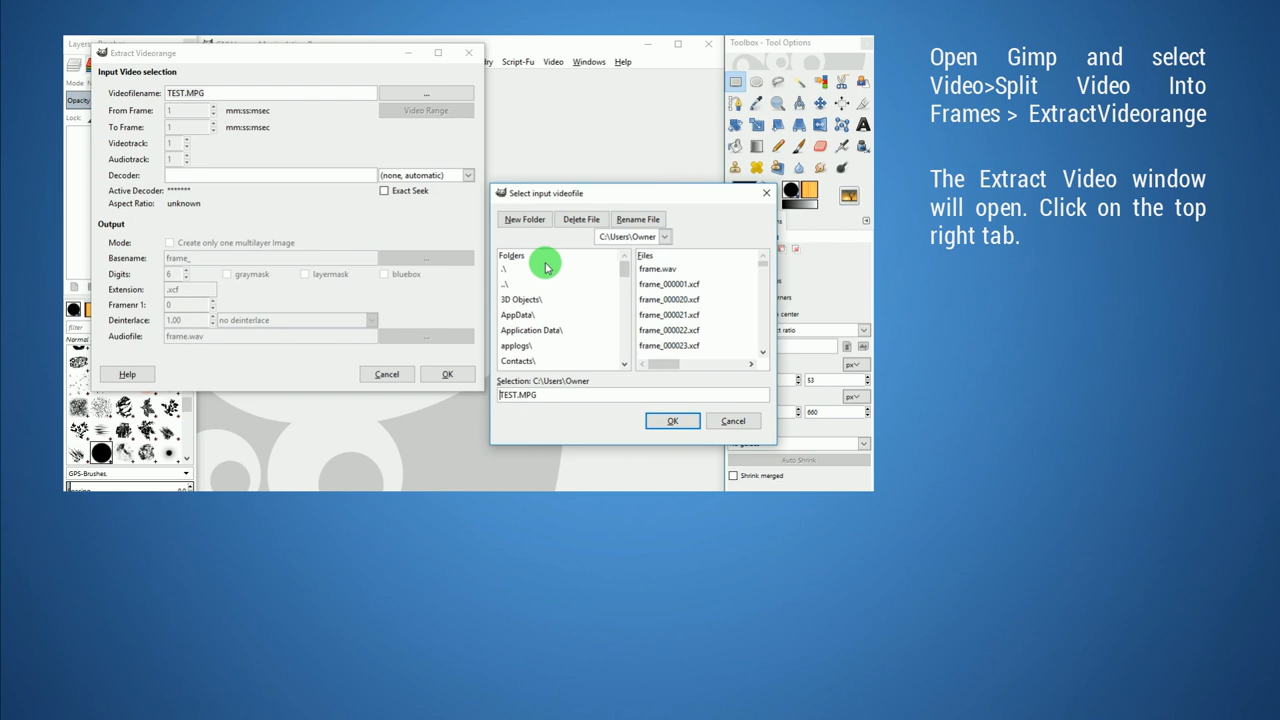 Open Gimp and select
Video>Split Video Into
Frames > ExtractVideorange
The Extract Video window
will open. Click on the top
right tab.
Extract Videorange
Input Video selection
Videofilename: TEST.MPG ...
From Frame: 1 mm:ss:msec Video Range
To Frame: 1 mm:ss:msec
Videotrack: 1
Audiotrack: 1
Decoder: (none, automatic)
Active Decoder: ******* Exact Seek
Aspect Ratio: unknown
Output
Mode: Create only one multilayer Image
Basename: frame_ ...
Digits: 6 graymask layermask bluebox
Extension: .xcf
Framenr 1: 0
Deinterlace: 1.00 no deinterlace
Audiofile: frame.wav ...
Help Cancel OK
Script-Fu Video Windows Help
Select input videofile
New Folder Delete File Rename File
C:\Users\Owner
Folders
.\
..\
3D Objects\
AppData\
Application Data\
applogs\
Contacts\
Files
frame.wav
frame_000001.xcf
frame_000020.xcf
frame_000021.xcf
frame_000022.xcf
frame_000023.xcf
Selection: C:\Users\Owner
TEST.MPG
OK Cancel
Toolbox - Tool Options
px
53
px
660
Auto Shrink
Shrink merged
Opacity
Lock:
filter
Normal
GPS-Brushes,